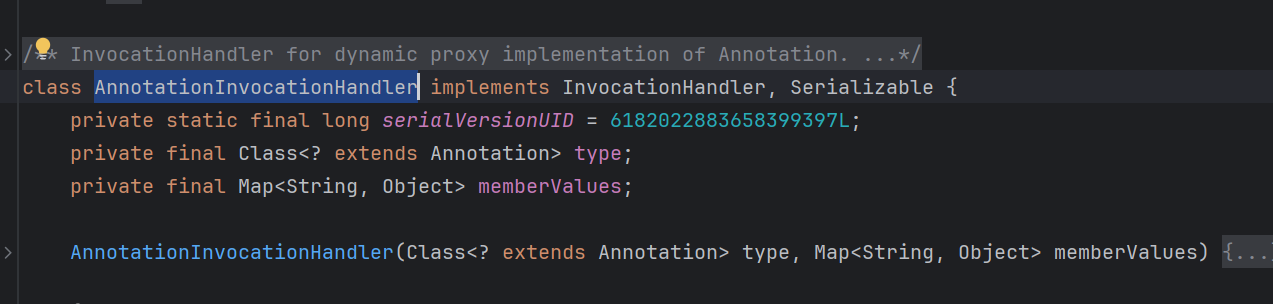 /** InvocationHandler for dynamic proxy implementation of Annotation. ...*/
class AnnotationInvocationHandler implements InvocationHandler, Serializable {
    private static final long serialVersionUID = 6182022883658399397L;
    private final Class<? extends Annotation> type;
    private final Map<String, Object> memberValues;
    AnnotationInvocationHandler(Class<? extends Annotation> type, Map<String, Object> memberValues) {...}